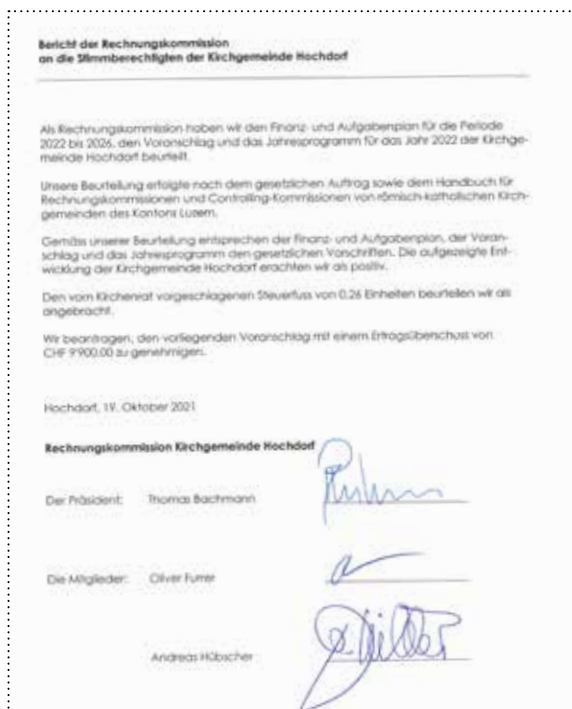 Bericht der Rechnungskommission
an die Stimmberechtigten der Kirchgemeinde Hochdorf
Als Rechnungskommission haben wir den Finanz- und Aufgabenplan für die Periode
2022 bis 2026, den Voranschlag und das Jahresprogramm für das Jahr 2022 der Kirchge-
meinde Hochdorf beurteilt.
Unsere Beurteilung erfolgte nach dem gesetzlichen Auftrag sowie dem Handbuch für
Rechnungskommissionen und Controlling-Kommissionen von römisch-katholischen Kirch-
gemeinden des Kantons Luzern.
Gemäss unserer Beurteilung entsprechen der Finanz- und Aufgabenplan, der Voran-
schlag und das Jahresprogramm den gesetzlichen Vorschriften. Die aufgezeigte Ent-
wicklung der Kirchgemeinde Hochdorf erachten wir als positiv.
Den vom Kirchenrat vorgeschlagenen Steuerfuss von 0.26 Einheiten beurteilen wir als
angebracht.
Wir beantragen, den vorliegenden Voranschlag mit einem Ertragsüberschuss von
CHF 9'900.00 zu genehmigen.
Hochdorf, 19. Oktober 2021
Rechnungskommission Kirchgemeinde Hochdorf
Der Präsident: Thomas Bachmann
Die Mitglieder: Oliver Furrer
Andreas Hübscher